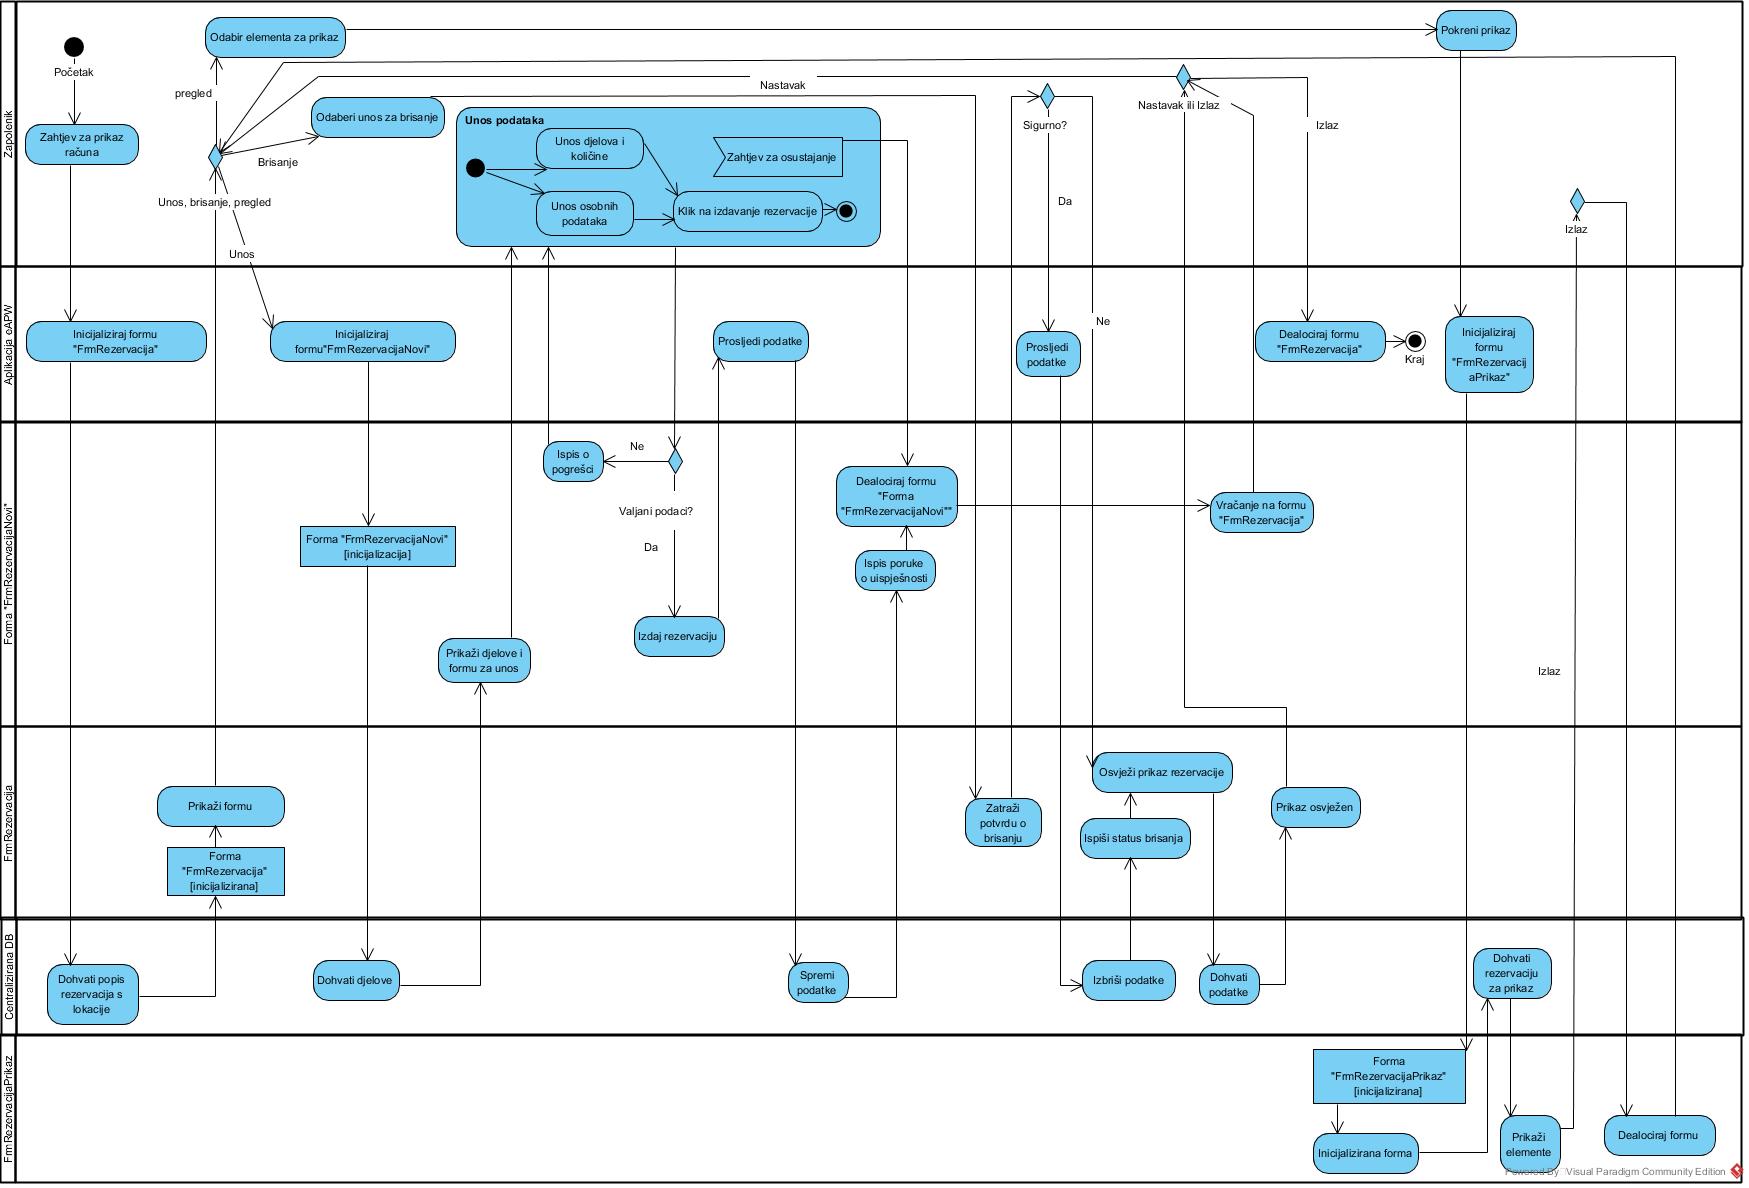 Zapolenik
Početak
Zahtjev za prikaz
računa
Odabir elementa za prikaz
pregled
Odaberi unos za brisanje
Brisanje
Unos, brisanje, pregled
Unos
Unos podataka
Unos djelova i
količine
Unos osobnih
podataka
Zahtjev za osustajanje
Klik na izdavanje rezervacije
Nastavak
Sigurno?
Da
Ne
Nastavak ili Izlaz
Izlaz
Pokreni prikaz
Izlaz
Aplikacija oAPW
Inicijaliziraj formu
"FrmRezervacija"
Inicijaliziraj
formu"FrmRezervacijaNovi"
Prosljedi podatke
Prosljedi
podatke
Dealociraj formu
"FrmRezervacija"
Kraj
Inicijaliziraj
formu
"FrmRezervacij
aPrikaz"
Forma "FrmRezervacijaNovi"
Forma "FrmRezervacijaNovi"
[inicijalizacija]
Prikaži djelove i
formu za unos
Ispis o
pogrešci
Ne
Valjani podaci?
Da
Izdaj rezervaciju
Dealociraj formu
"Forma
"FrmRezervacijaNovi""
Ispis poruke
o uispješnosti
Vračanje na formu
"FrmRezervacija"
Izlaz
FrmRezervacija
Prikaži formu
Forma
"FrmRezervacija"
[inicijalizirana]
Zatraži
potvrdu o
brisanju
Osvježi prikaz rezervacije
Ispiši status brisanja
Prikaz osvježen
Centralizirana DB
Dohvati popis
rezervacija s
lokacije
Dohvati djelove
Spremi
podatke
Izbriši podatke
Dohvati
podatke
Dohvati
rezervaciju
za prikaz
FrmRezervacijaPrikaz
Forma
"FrmRezervacijaPrikaz"
[inicijalizirana]
Inicijalizirana forma
Prikaži
elemente
Dealociraj formu
Powered By Visual Paradigm Community Edition